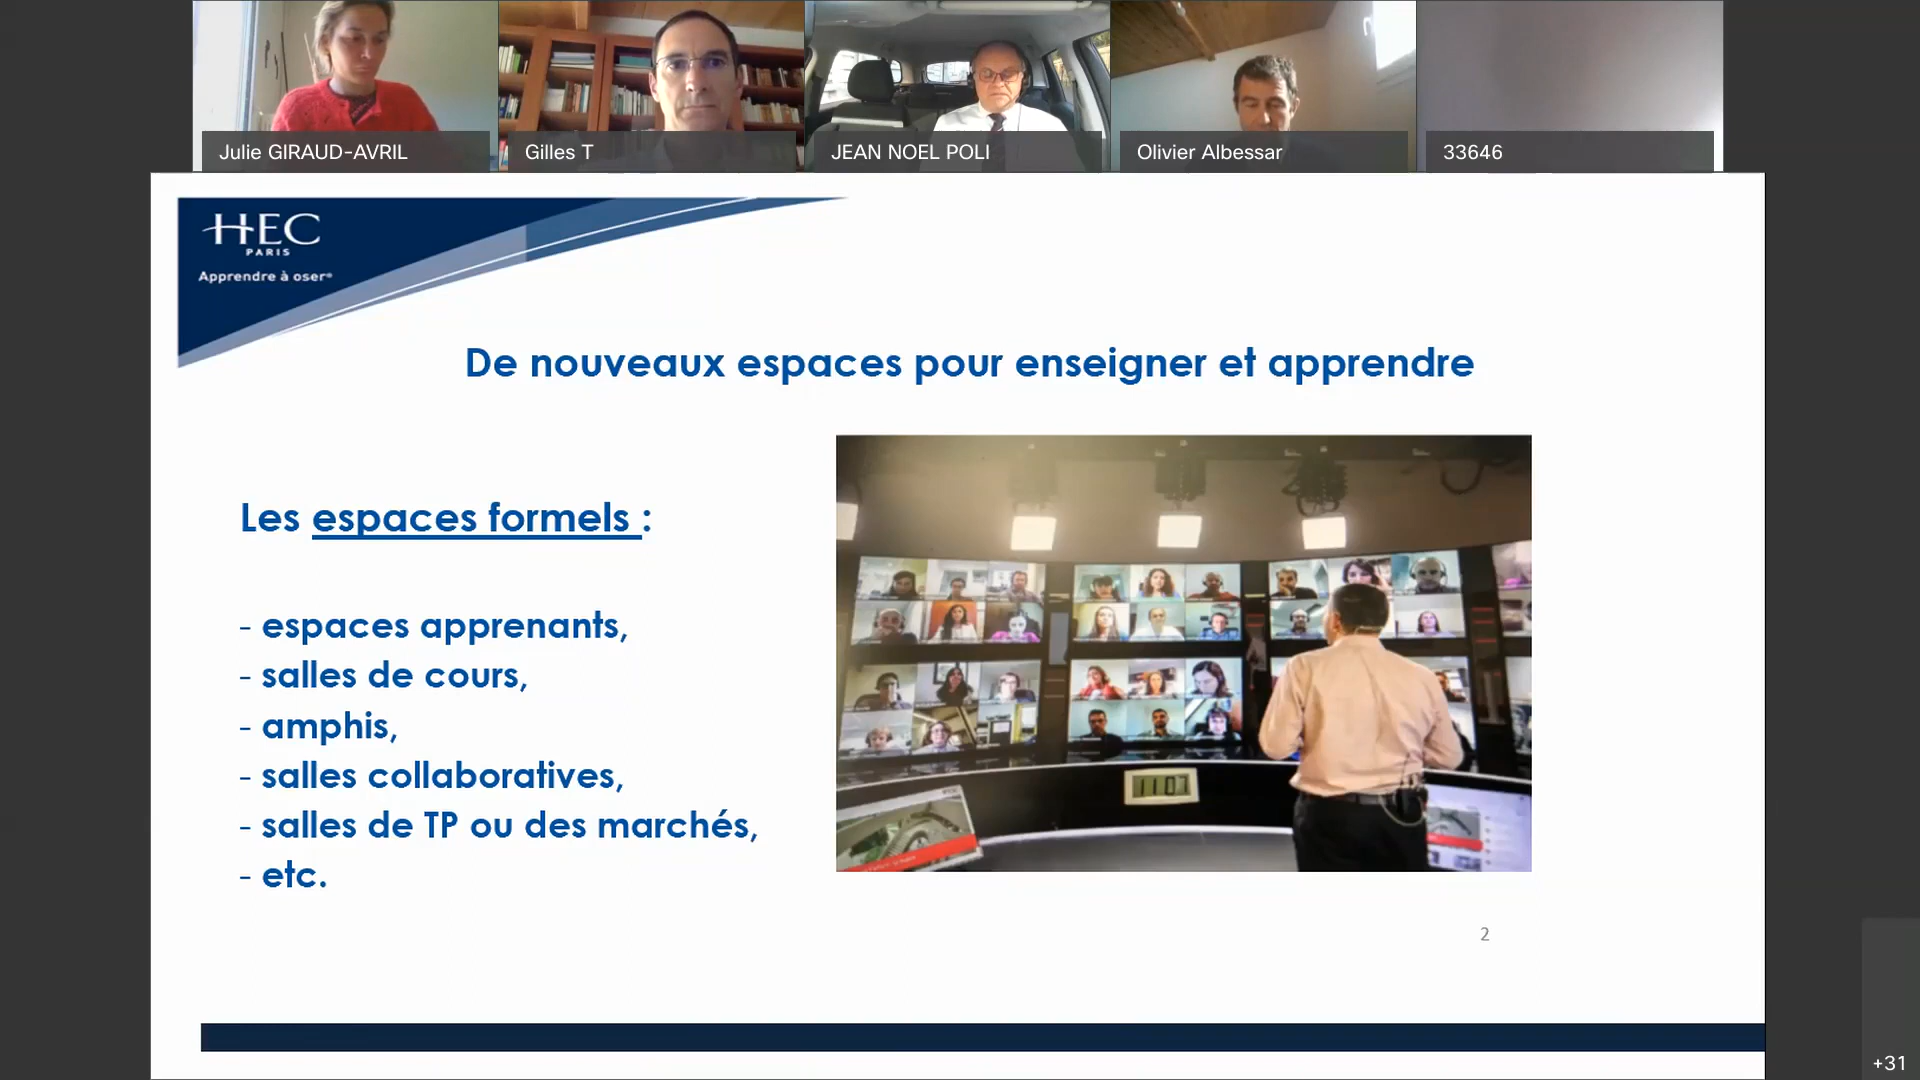 Julie GIRAUD-AVRIL
Gilles T
JEAN NOEL POLI
Olivier Albessar
33646
HEC
PARIS
Apprendre à oser®
De nouveaux espaces pour enseigner et apprendre
Les espaces formels :
- espaces apprenants,
- salles de cours,
- amphis,
- salles collaboratives,
- salles de TP ou des marchés,
- etc.
11:07
2
+31